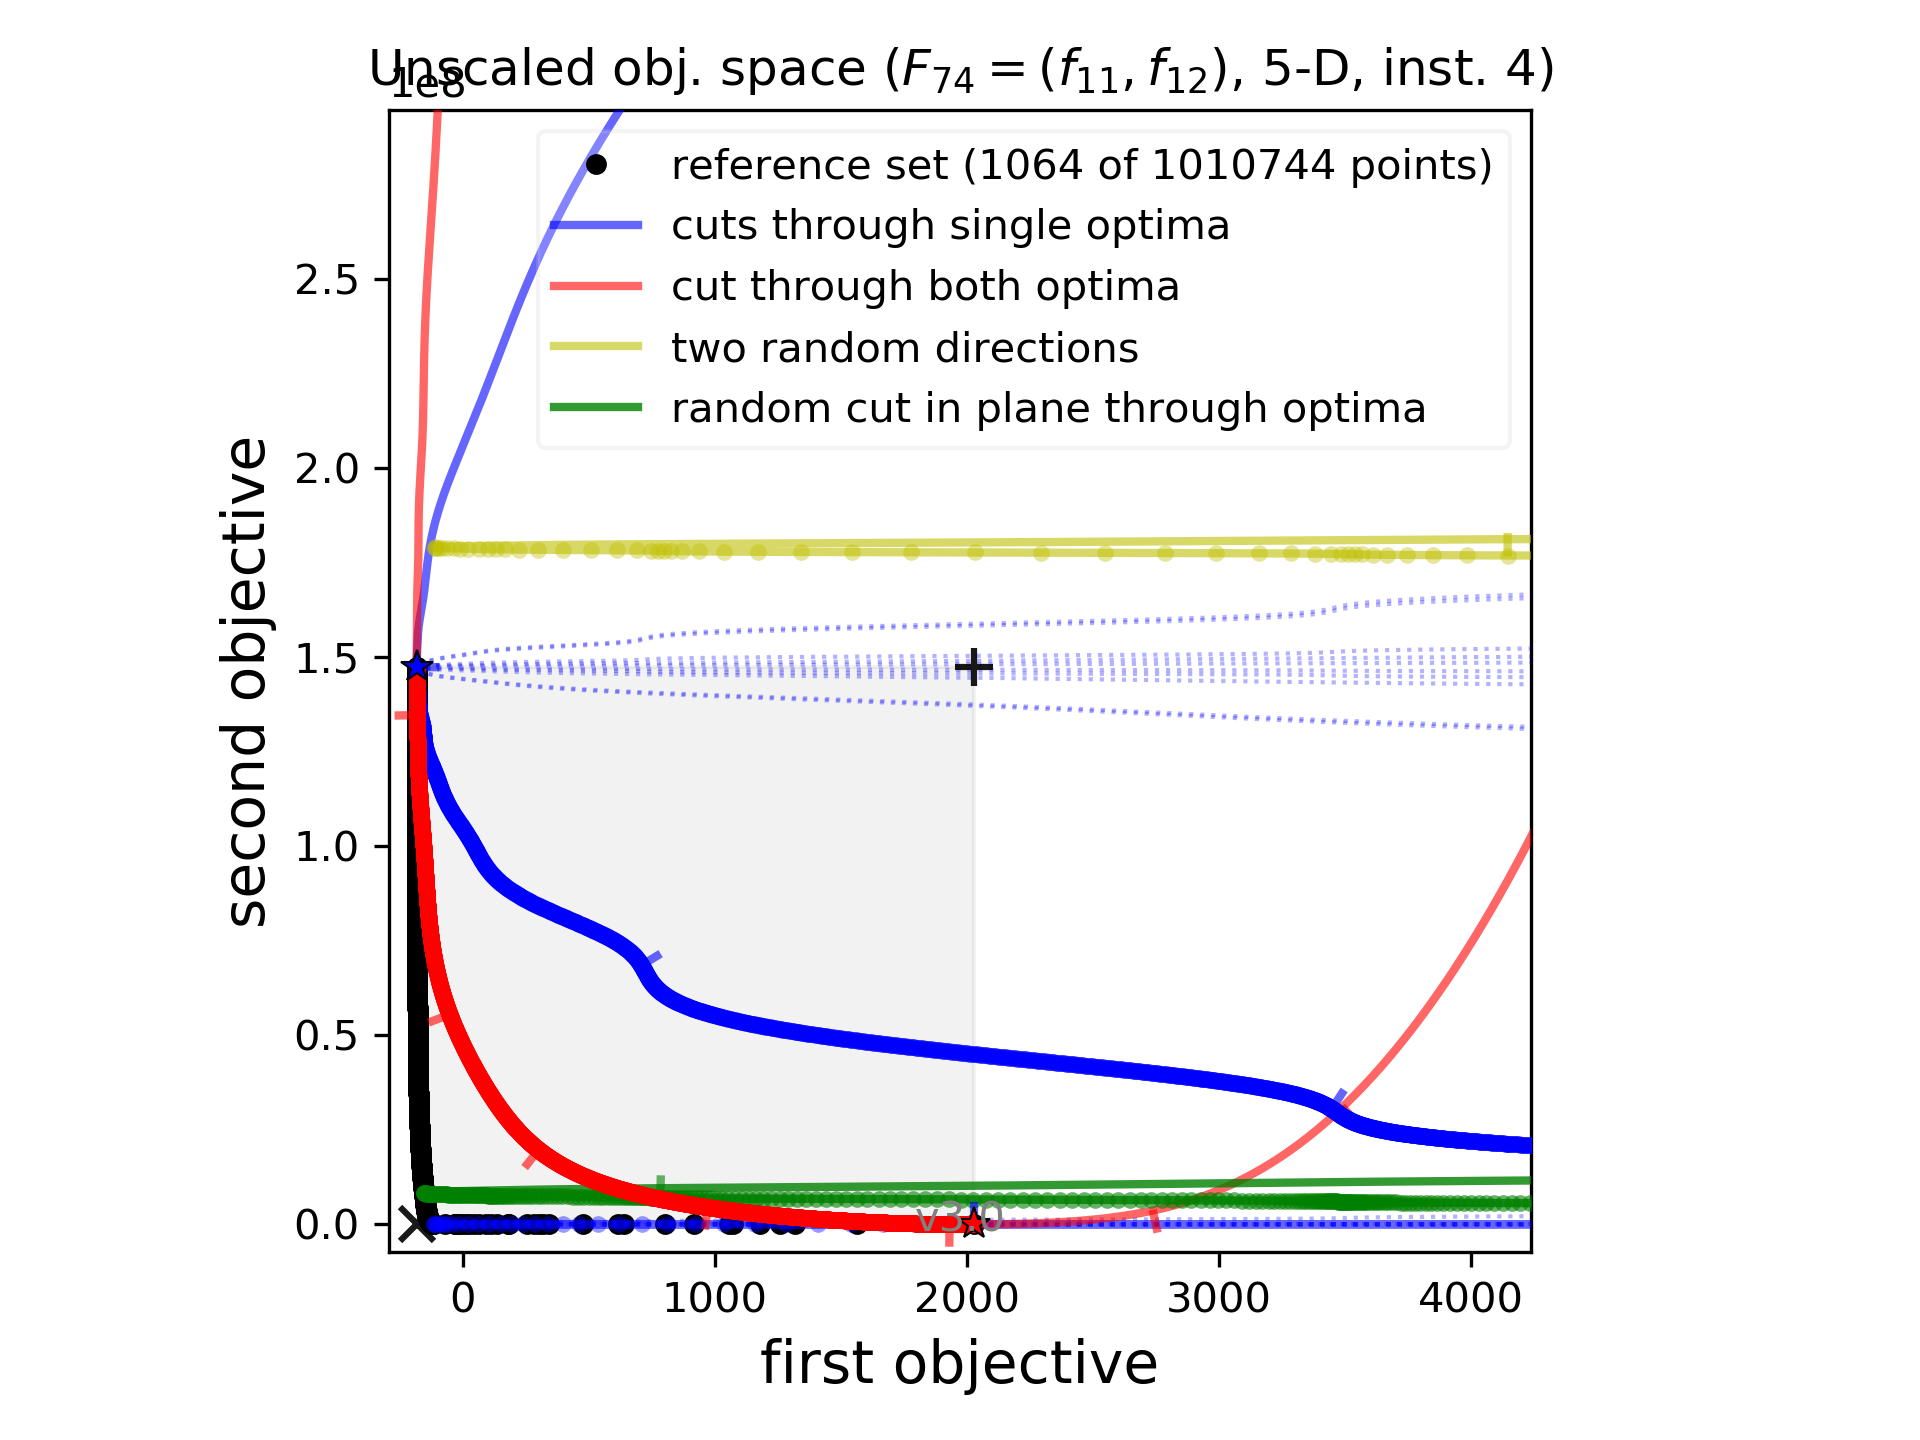 Unscaled obj. space (F74 = (f11, f12), 5-D, inst. 4)
1e8
reference set (1064 of 1010744 points)
cuts through single optima
cut through both optima
two random directions
random cut in plane through optima
second objective
2.5
2.0
1.5
1.0
0.5
0.0
v3.0
0 1000 2000 3000 4000
first objective